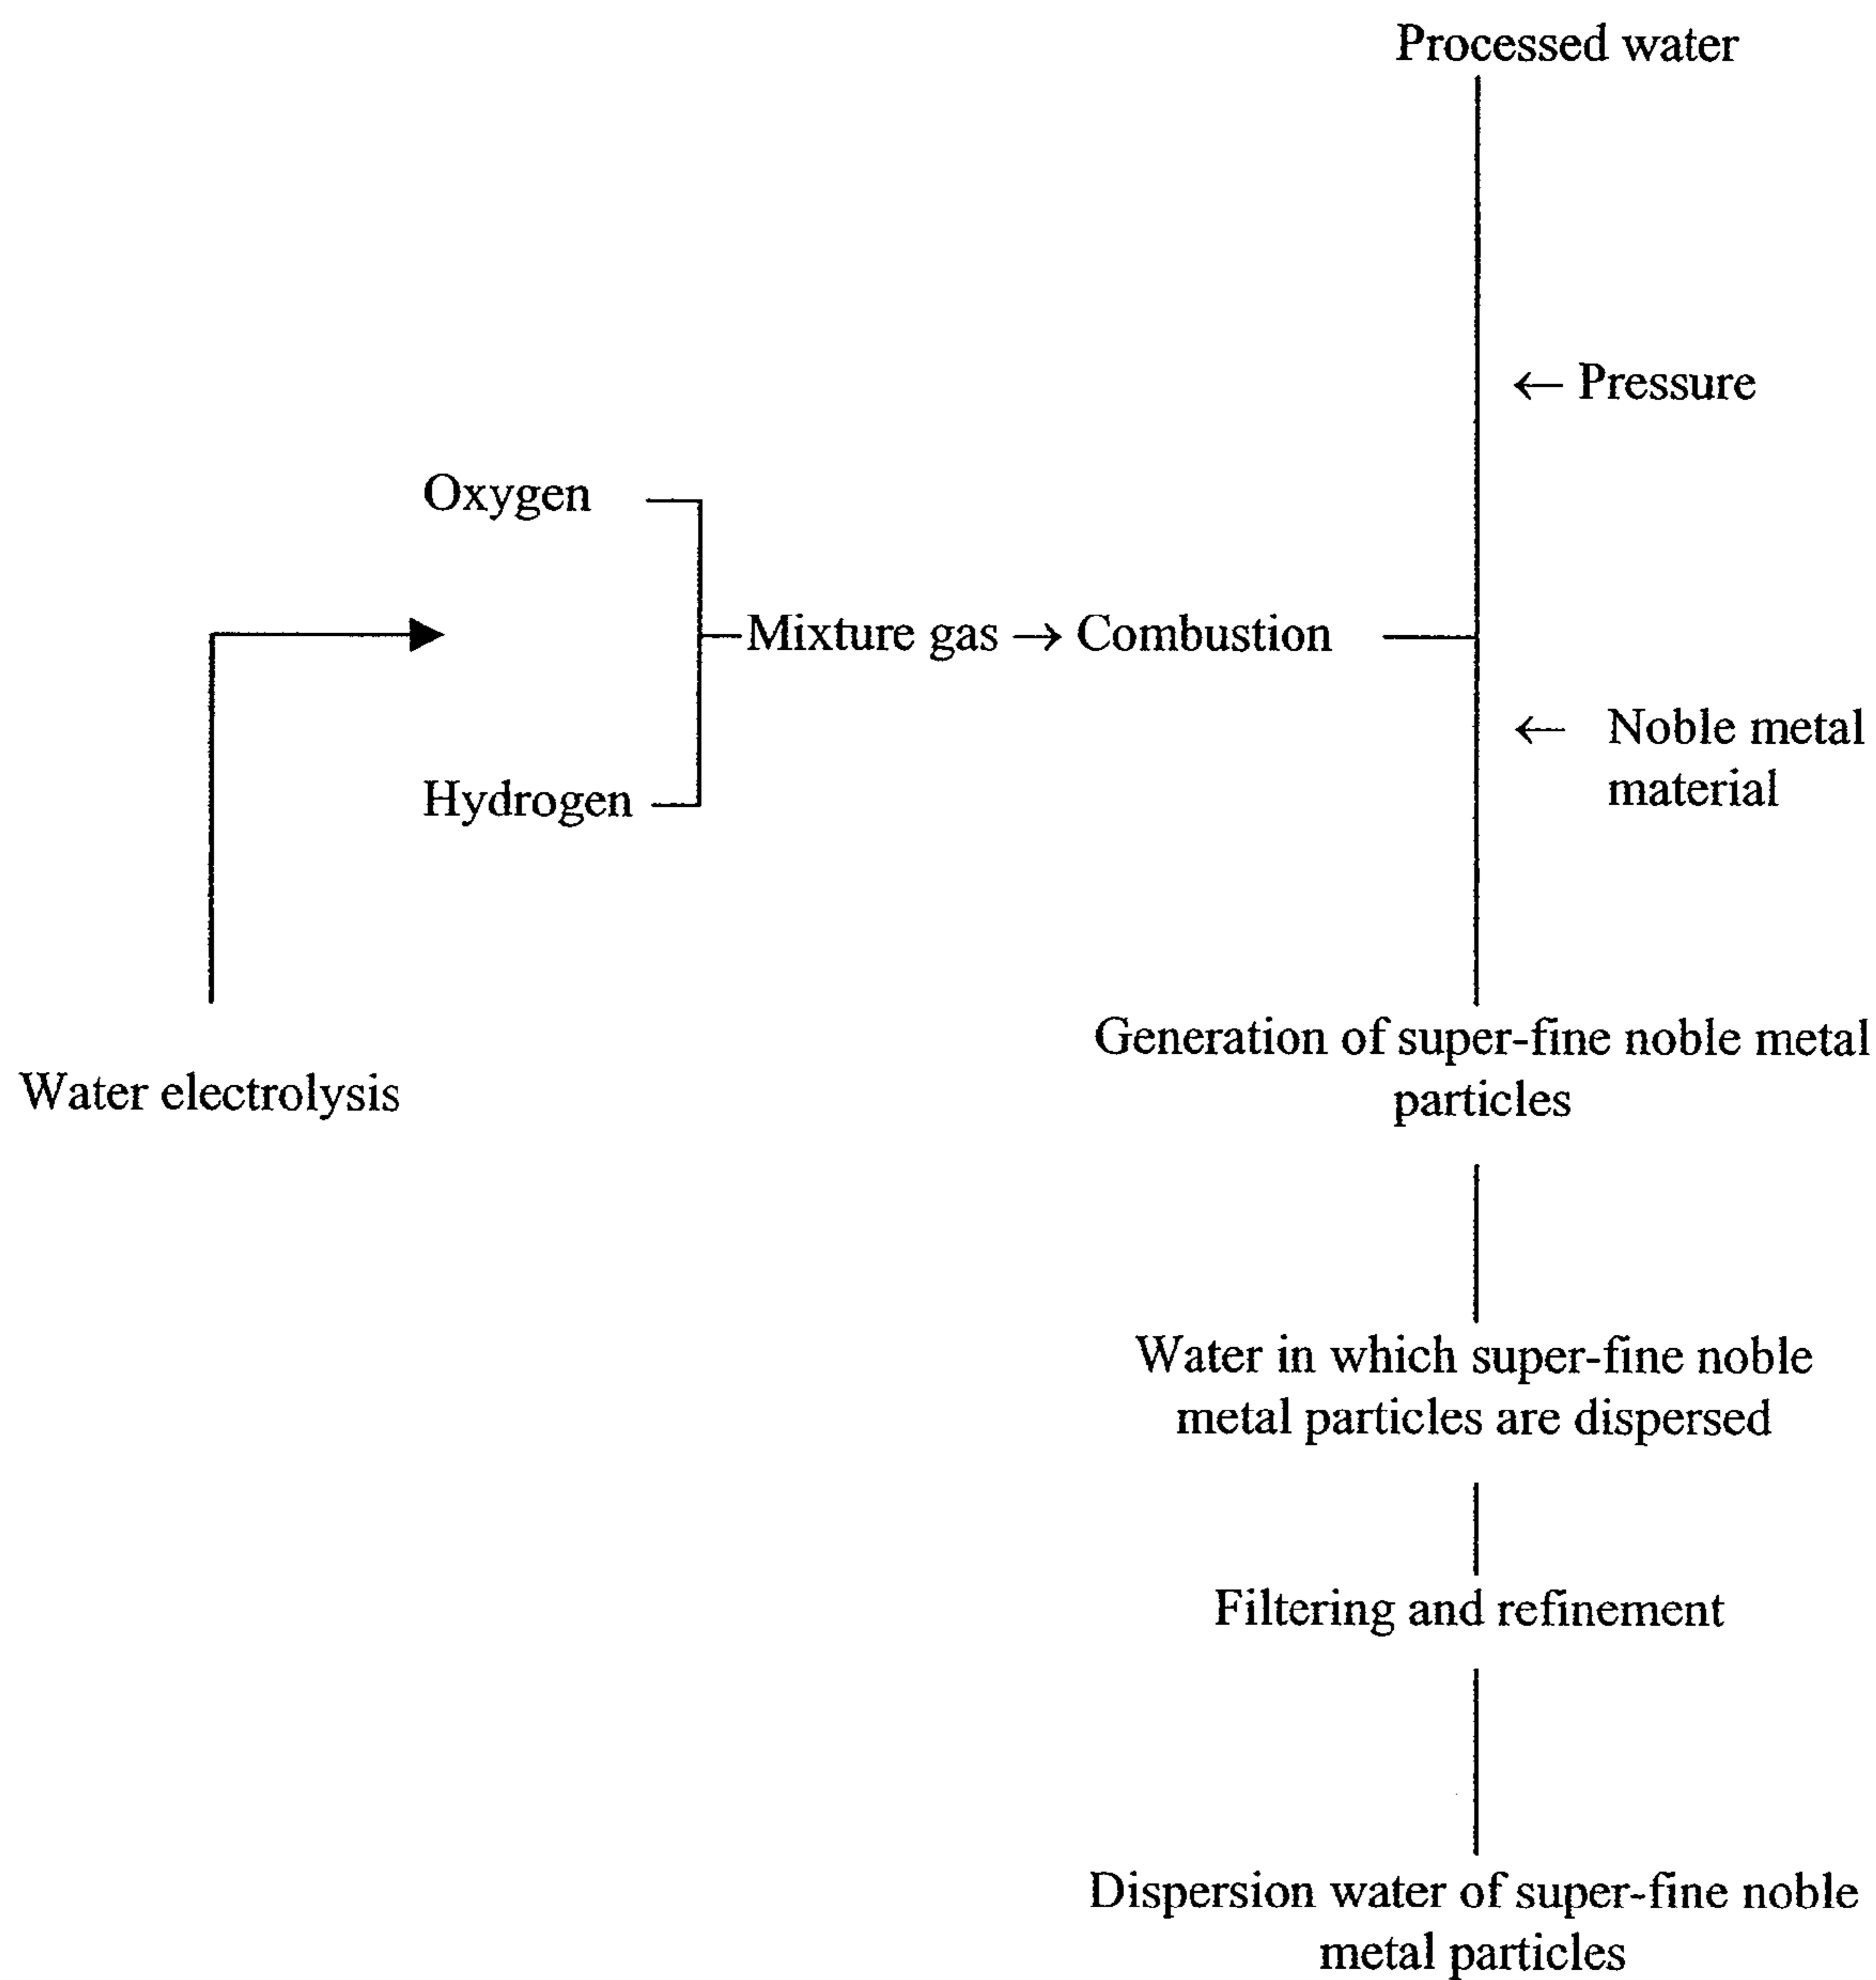 Processed water
← Pressure
Oxygen
Mixture gas → Combustion
← Noble metal
material
Hydrogen
Generation of super-fine noble metal
particles
Water electrolysis
Water in which super-fine noble
metal particles are dispersed
Filtering and refinement
Dispersion water of super-fine noble
metal particles